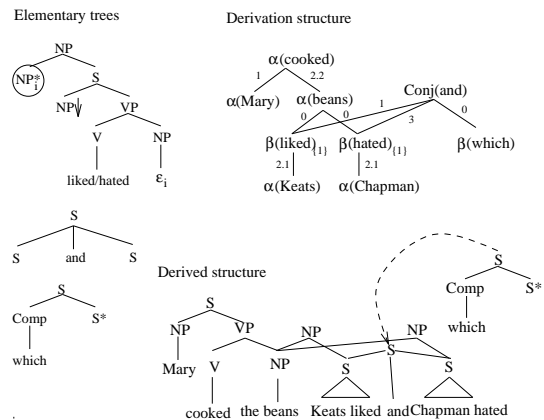 Elementary trees
NP
NP*i
S
NP↓ VP
V NP
liked/hated εi
S
S and S
S
Comp S*
which
Derivation structure
α(cooked)
1 2.2
α(Mary) α(beans) Conj(and)
0 0 1 3 0
β(liked){1} β(hated){1} β(which)
2.1 2.1
α(Keats) α(Chapman)
Derived structure
S
Comp S*
which
S
NP VP NP NP
Mary V NP S S S
cooked the beans Keats liked and Chapman hated